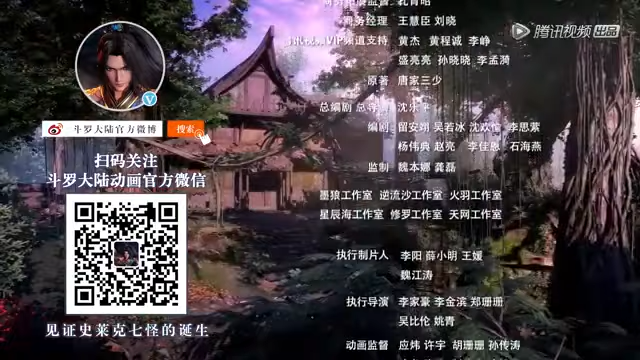 腾讯视频 出品
商务经理 王慧臣 刘晓
腾讯视频VIP频道支持 黄杰 黄程诚 李峥
盛亮亮 孙晓晓 李孟漪
原著 唐家三少
总编剧 总导演 沈乐平
编剧 留安翊 吴若冰 沈欢愉 李思萦
杨伟典 赵亮 李佳恩 石海燕
监制 魏本娜 龚磊
墨狼工作室 逆流沙工作室 火羽工作室
星辰海工作室 修罗工作室 天网工作室
执行制片人 李阳 薛小明 王媛
魏江涛
执行导演 李家豪 李金滨 郑珊珊
吴比伦 姚青
动画监督 应炜 许宇 胡珊珊 孙传涛
斗罗大陆官方微博 搜索
扫码关注
斗罗大陆动画官方微信
见证史莱克七怪的诞生